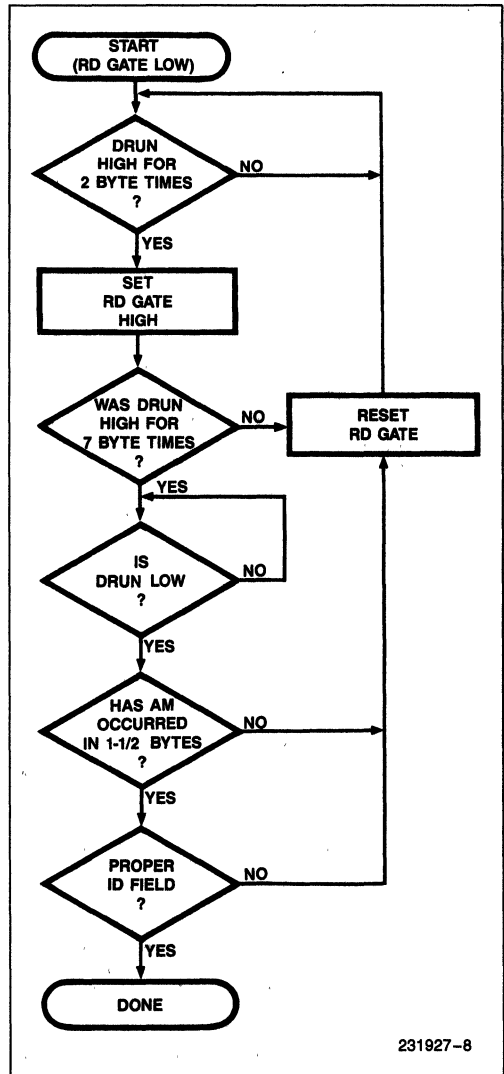 START
(RD GATE LOW)
DRUN
HIGH FOR
2 BYTE TIMES
?
NO
YES
SET
RD GATE
HIGH
WAS DRUN
HIGH FOR
7 BYTE TIMES
?
NO
RESET
RD GATE
YES
IS
DRUN LOW
?
NO
YES
HAS AM
OCCURRED
IN 1-1/2 BYTES
?
NO
YES
PROPER
ID FIELD
?
NO
YES
DONE
231927-8